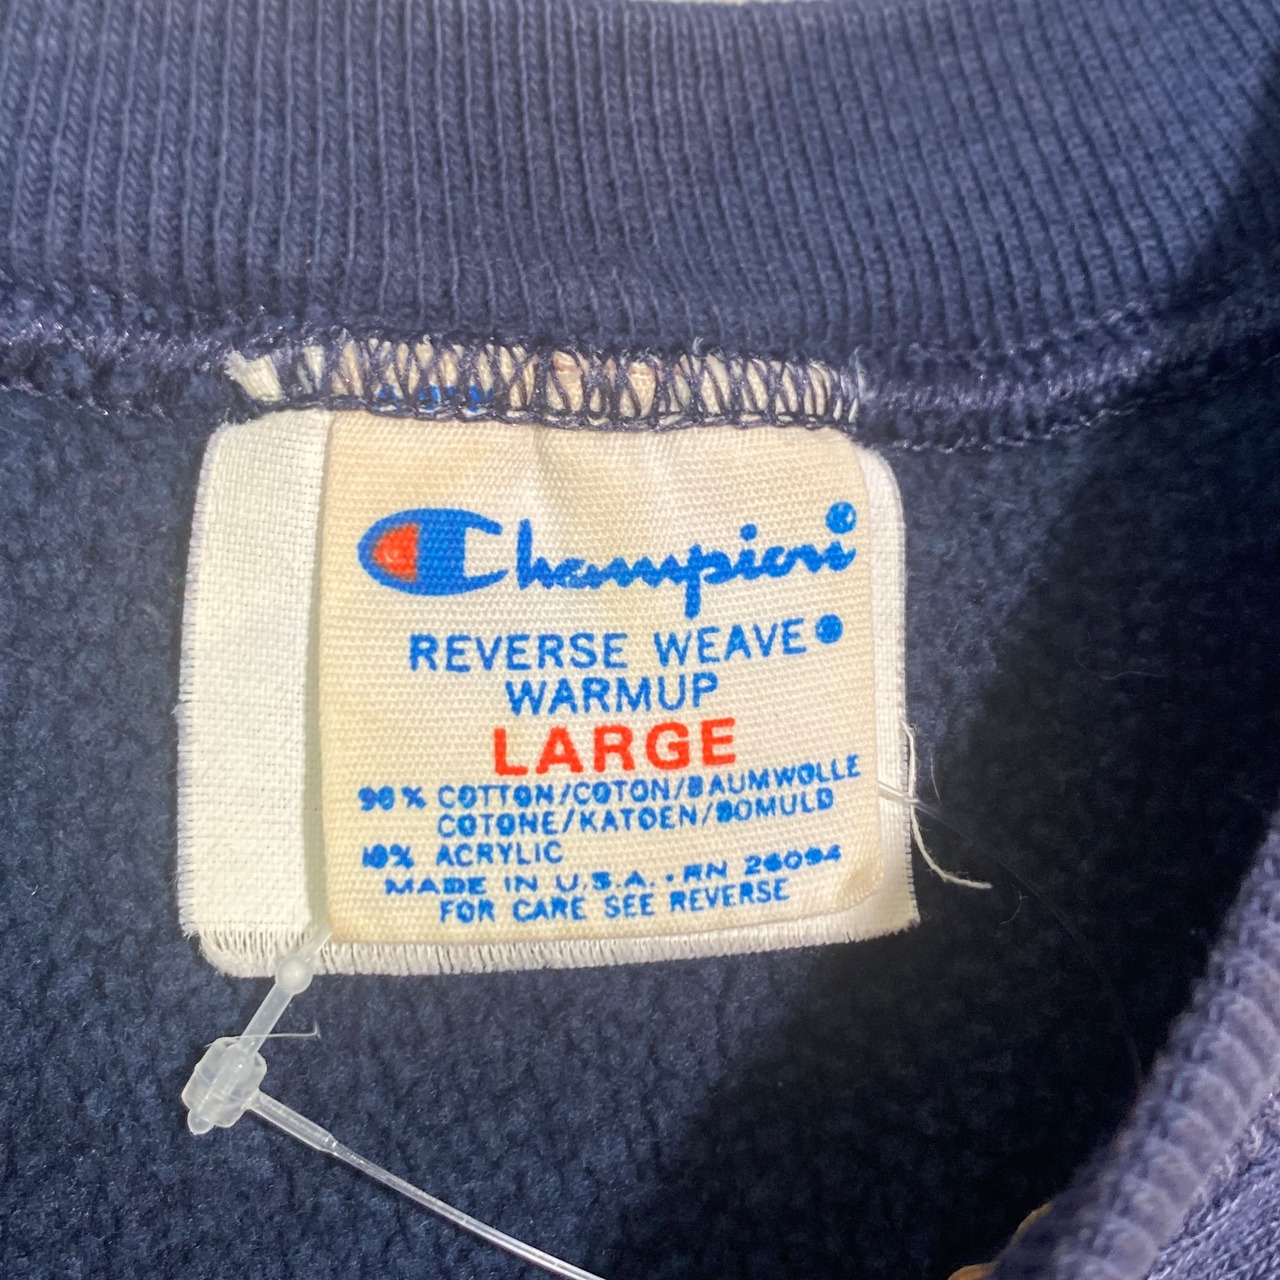 Champion®
REVERSE WEAVE®
WARMUP
LARGE
90% COTTON/COTON/BAUMWOLLE
COTONE/KATOEN/BOMULD
10% ACRYLIC
MADE IN U.S.A. • RN 26094
FOR CARE SEE REVERSE